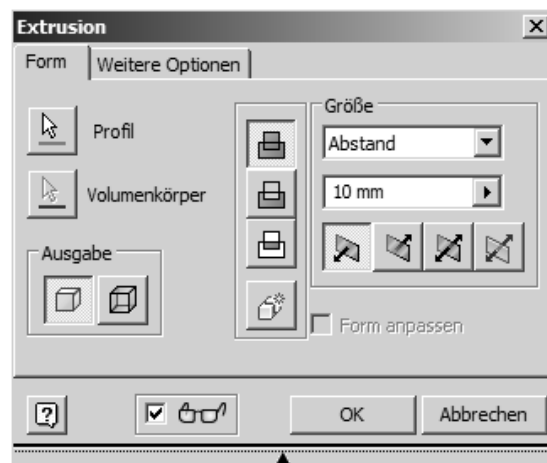 Extrusion
Form Weitere Optionen
Profil
Volumenkörper
Ausgabe
Größe
Abstand
10 mm
Form anpassen
OK Abbrechen